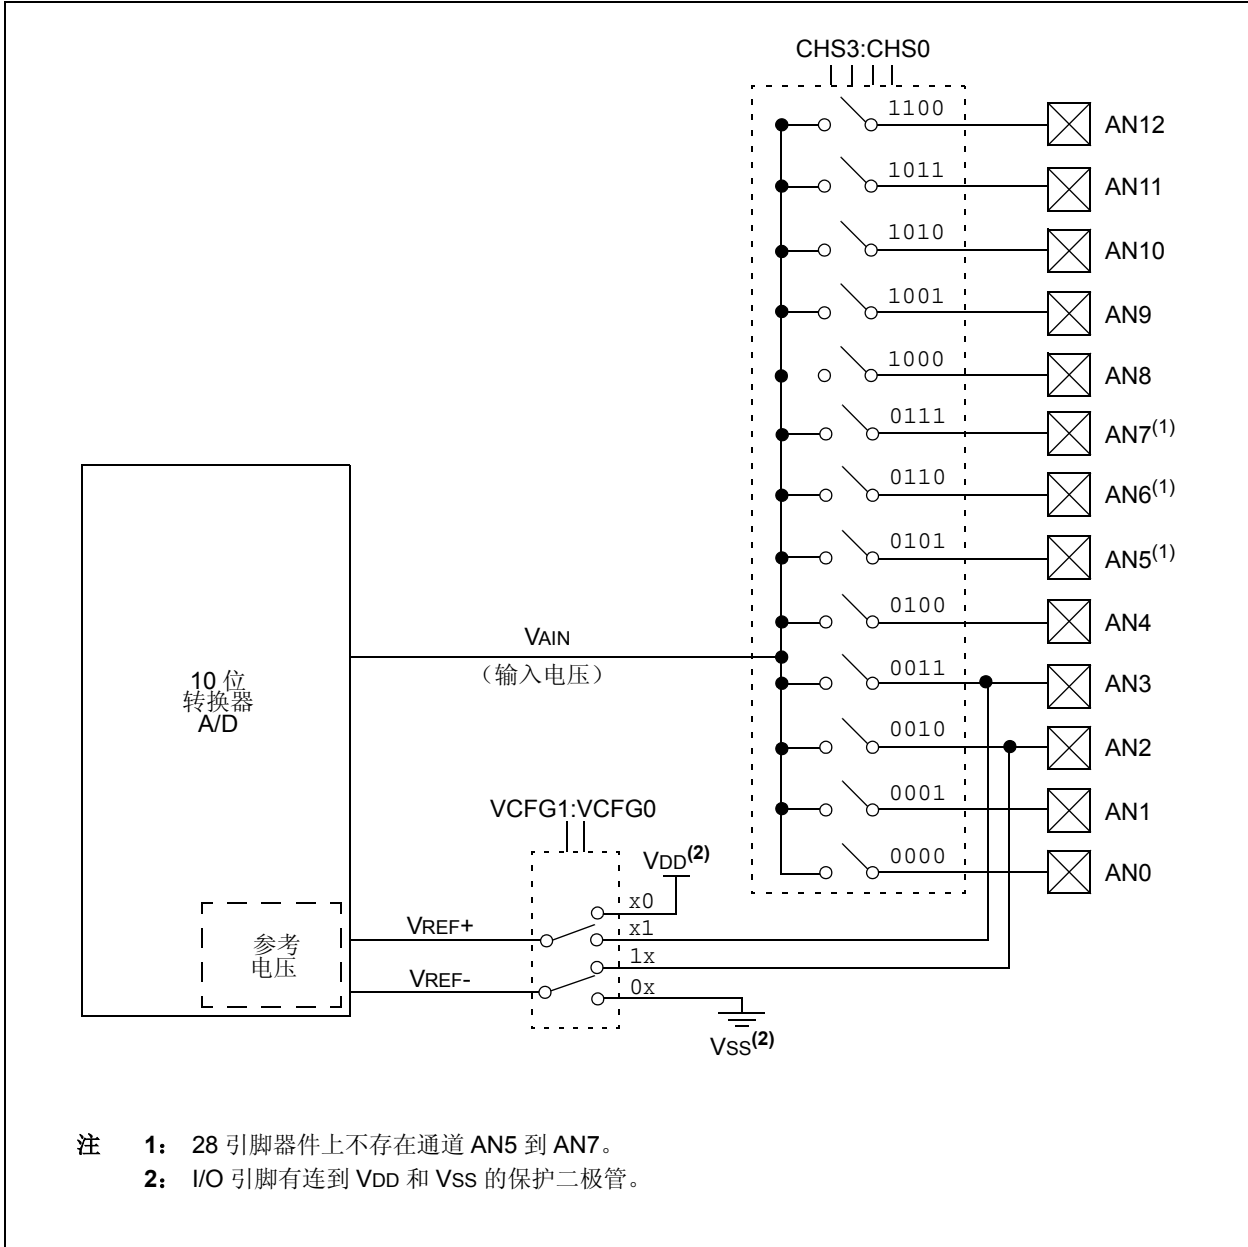 CHS3:CHS0
1100 AN12
1011 AN11
1010 AN10
1001 AN9
1000 AN8
0111 AN7(1)
0110 AN6(1)
0101 AN5(1)
0100 AN4
VAIN
（输入电压）
0011 AN3
10 位
转换器
A/D
0010 AN2
VCFG1:VCFG0
0001 AN1
VDD(2)
0000 AN0
x0
VREF+
x1
参考
电压
1x
VREF-
0x
VSS(2)
注 1： 28 引脚器件上不存在通道 AN5 到 AN7。
2： I/O 引脚有连到 VDD 和 VSS 的保护二极管。